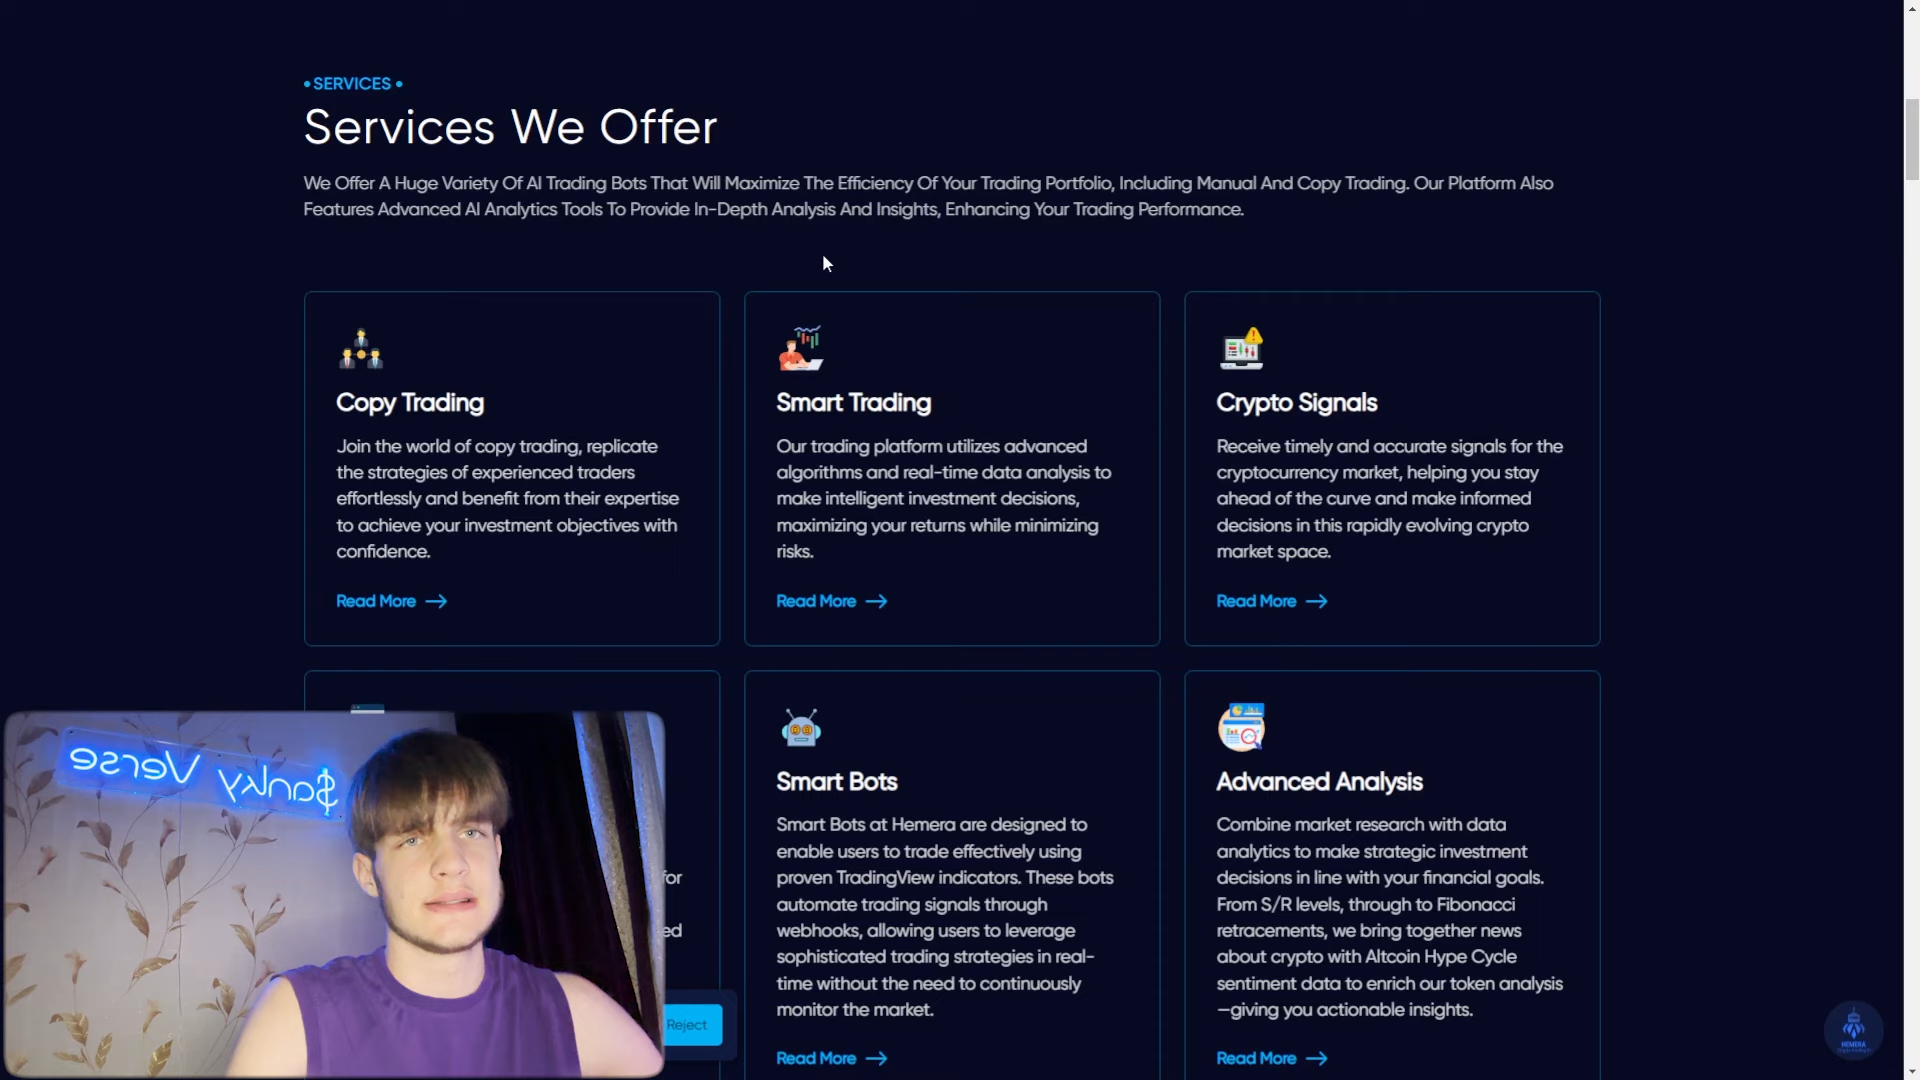 • SERVICES •
Services We Offer
We Offer A Huge Variety Of AI Trading Bots That Will Maximize The Efficiency Of Your Trading Portfolio, Including Manual And Copy Trading. Our Platform Also
Features Advanced AI Analytics Tools To Provide In-Depth Analysis And Insights, Enhancing Your Trading Performance.
Copy Trading
Join the world of copy trading, replicate
the strategies of experienced traders
effortlessly and benefit from their expertise
to achieve your investment objectives with
confidence.
Read More →
Smart Trading
Our trading platform utilizes advanced
algorithms and real-time data analysis to
make intelligent investment decisions,
maximizing your returns while minimizing
risks.
Read More →
Crypto Signals
Receive timely and accurate signals for the
cryptocurrency market, helping you stay
ahead of the curve and make informed
decisions in this rapidly evolving crypto
market space.
Read More →
$anky Verse
for
Reject
Smart Bots
Smart Bots at Hemera are designed to
enable users to trade effectively using
proven TradingView indicators. These bots
automate trading signals through
webhooks, allowing users to leverage
sophisticated trading strategies in real-
time without the need to continuously
monitor the market.
Read More →
Advanced Analysis
Combine market research with data
analytics to make strategic investment
decisions in line with your financial goals.
From S/R levels, through to Fibonacci
retracements, we bring together news
about crypto with Altcoin Hype Cycle
sentiment data to enrich our token analysis
—giving you actionable insights.
Read More →
HEMERA